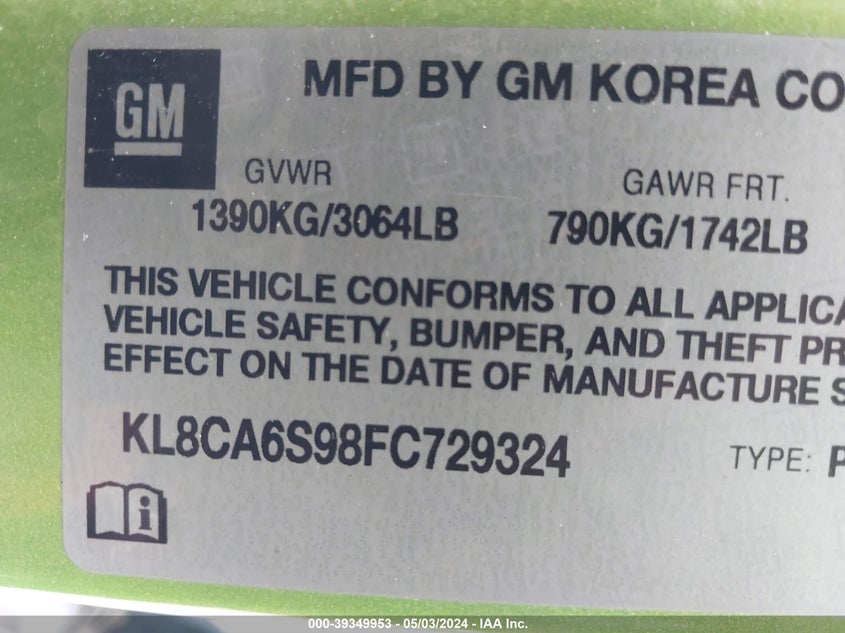 GM
MFD BY GM KOREA CO
GVWR
GAWR FRT.
1390KG/3064LB
790KG/1742LB
THIS VEHICLE CONFORMS TO ALL APPLICA
VEHICLE SAFETY, BUMPER, AND THEFT PR
EFFECT ON THE DATE OF MANUFACTURE S
KL8CA6S98FC729324
TYPE: P
i
000-39349953 - 05/03/2024 - IAA Inc.